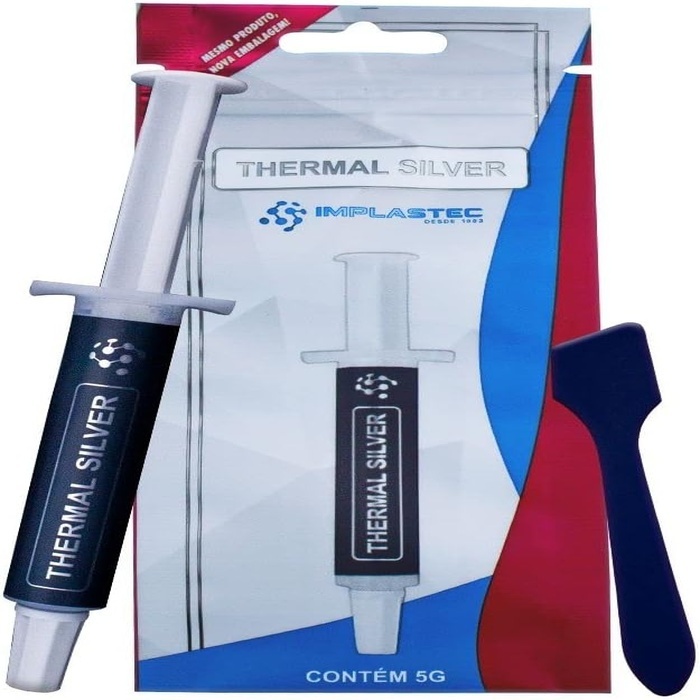 MESMO PRODUTO,
NOVA EMBALAGEM!
THERMAL SILVER
IMPLASTEC
DESDE 1983
THERMAL SILVER
THERMAL SILVER
CONTÉM 5G